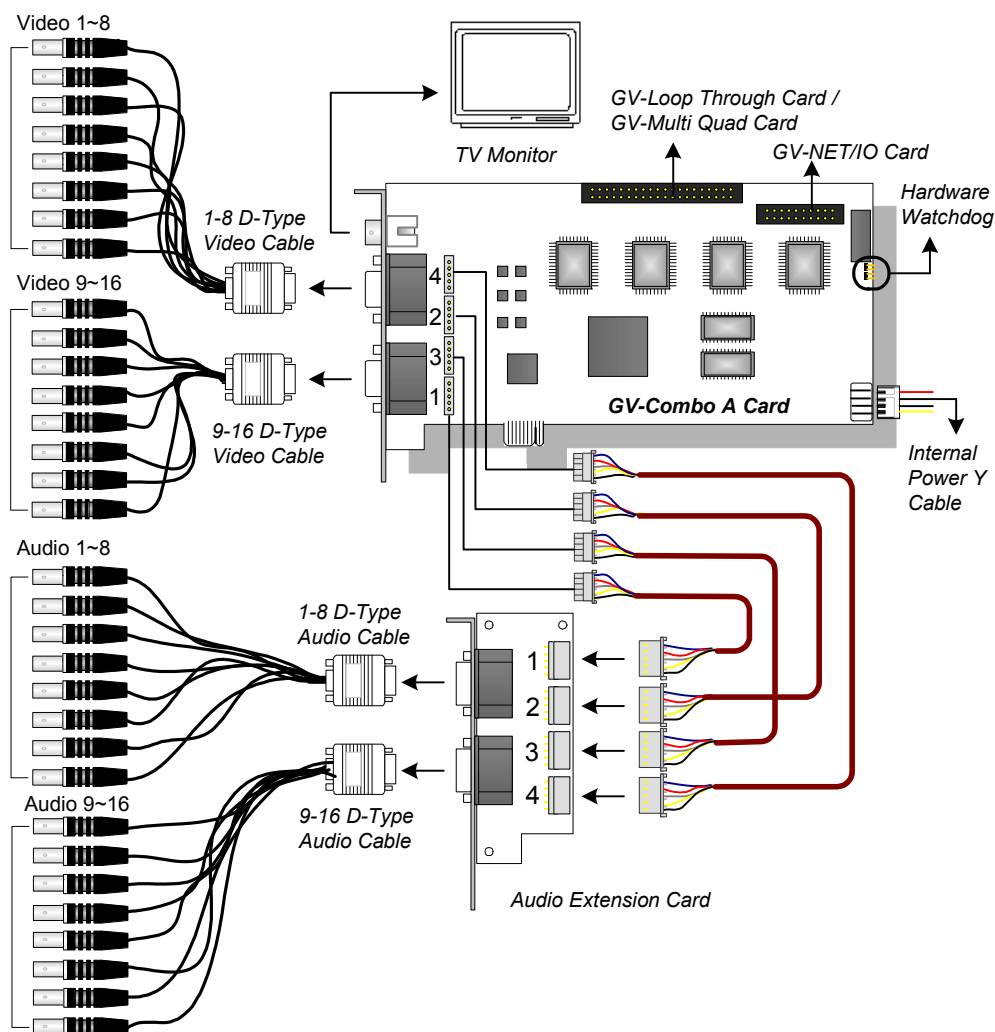 Video 1~8
TV Monitor
GV-Loop Through Card /
GV-Multi Quad Card
GV-NET/IO Card
Hardware
Watchdog
1-8 D-Type
Video Cable
Video 9~16
4
2
3
1
GV-Combo A Card
9-16 D-Type
Video Cable
Internal
Power Y
Cable
Audio 1~8
1-8 D-Type
Audio Cable
1
2
3
4
Audio 9~16
9-16 D-Type
Audio Cable
Audio Extension Card